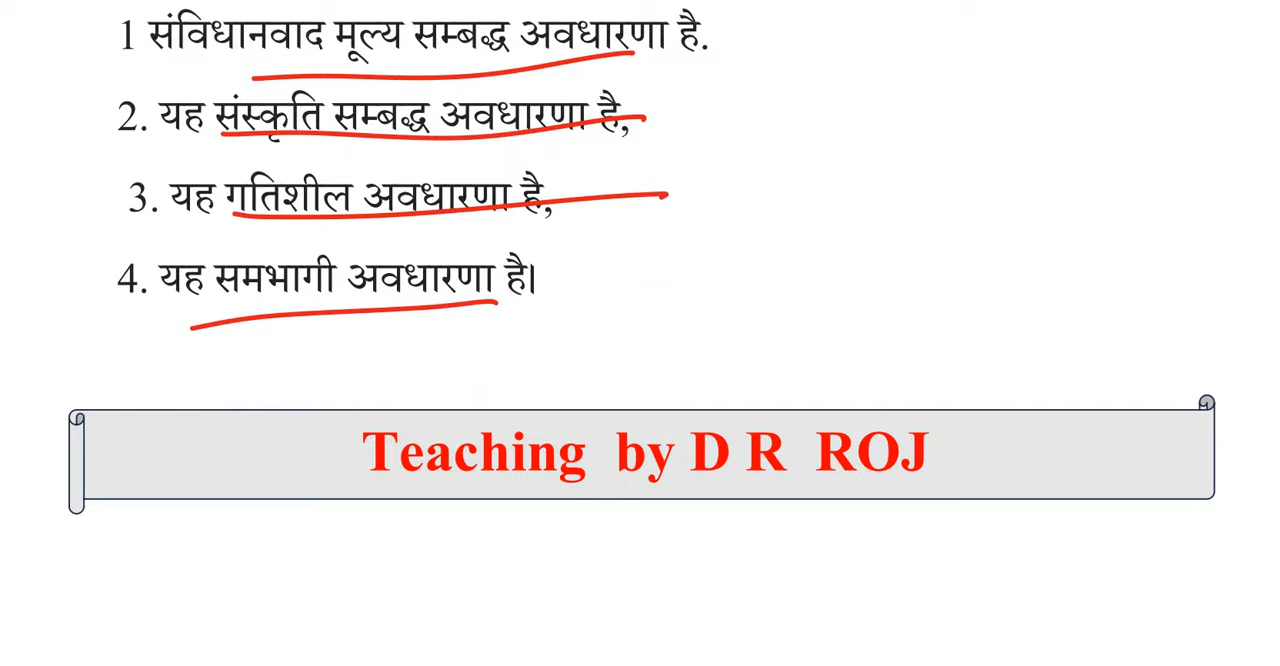 1 संविधानवाद मूल्य सम्बद्ध अवधारणा है.
2. यह संस्कृति सम्बद्ध अवधारणा है,
3. यह गतिशील अवधारणा है,
4. यह समभागी अवधारणा है।
Teaching by D R ROJ